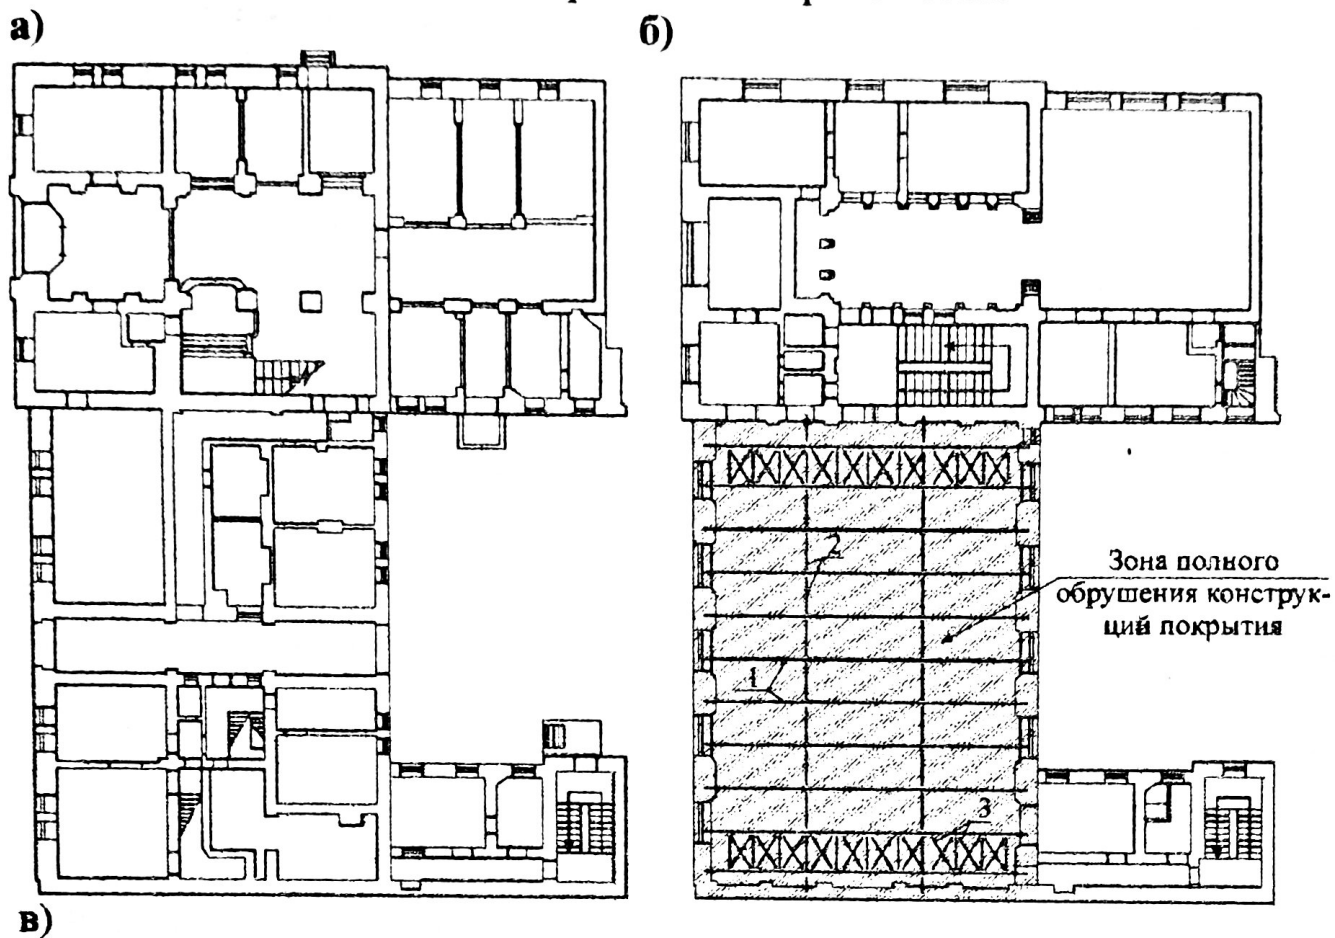 а)
б)
2
Зона полного
обрушения конструк-
ций покрытия
1
3
в)